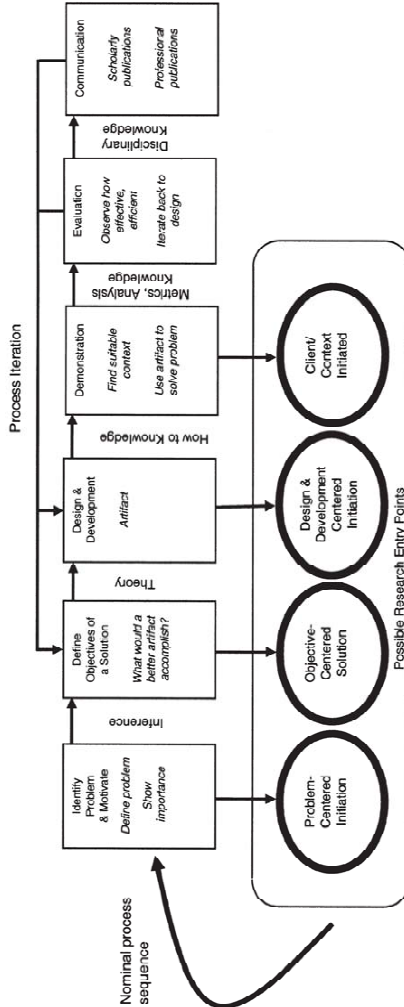 Process Iteration
Nominal process
sequence
Identify
Problem
& Motivate
Define problem
Show
importance
Inference
Define
Objectives of
a Solution
What would a
better artifact
accomplish?
Theory
Design &
Development
Artifact
How to Knowledge
Demonstration
Find suitable
context
Use artifact to
solve problem
Metrics, Analysis
Knowledge
Evaluation
Observe how
effective,
efficient
Iterate back to
design
Disciplinary
Knowledge
Communication
Scholarly
publications
Professional
publications
Problem-
Centered
Initiation
Objective-
Centered
Solution
Design &
Development
Centered
Initiation
Client/
Context
Initiated
Possible Research Entry Points